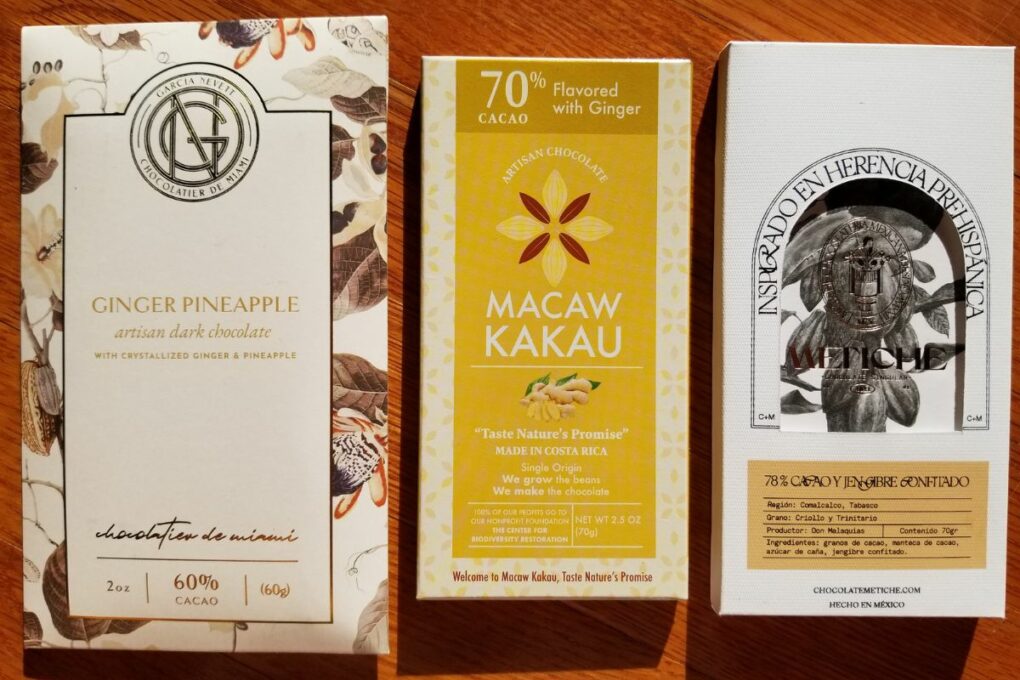 GARCIA NEVETT
NG
CHOCOLATIER DE MIAMI
GINGER PINEAPPLE
artisan dark chocolate
WITH CRYSTALLIZED GINGER & PINEAPPLE
chocolatier de miami
2oz
60%
CACAO
(60g)
70%
CACAO
Flavored
with Ginger
ARTISAN CHOCOLATE
MACAW
KAKAU
"Taste Nature's Promise"
MADE IN COSTA RICA
Single Origin
We grow the beans
We make the chocolate
100% OF OUR PROFITS GO TO
OUR NONPROFIT FOUNDATION
THE CENTER FOR
BIODIVERSITY RESTORATION
NET WT 2.5 OZ
(70g)
Welcome to Macaw Kakau, Taste Nature's Promise
INSPIRADO EN HERENCIA PREHISPÁNICA
METICHE
C+M
C+M
78% CACAO Y JENGIBRE CONFITADO
Región: Comalcalco, Tabasco
Grano: Criollo y Trinitario
Productor: Don Malaquias
Contenido 70gr
Ingredientes: granos de cacao, manteca de cacao,
azúcar de caña, jengibre confitado.
CHOCOLATEMETICHE.COM
HECHO EN MÉXICO